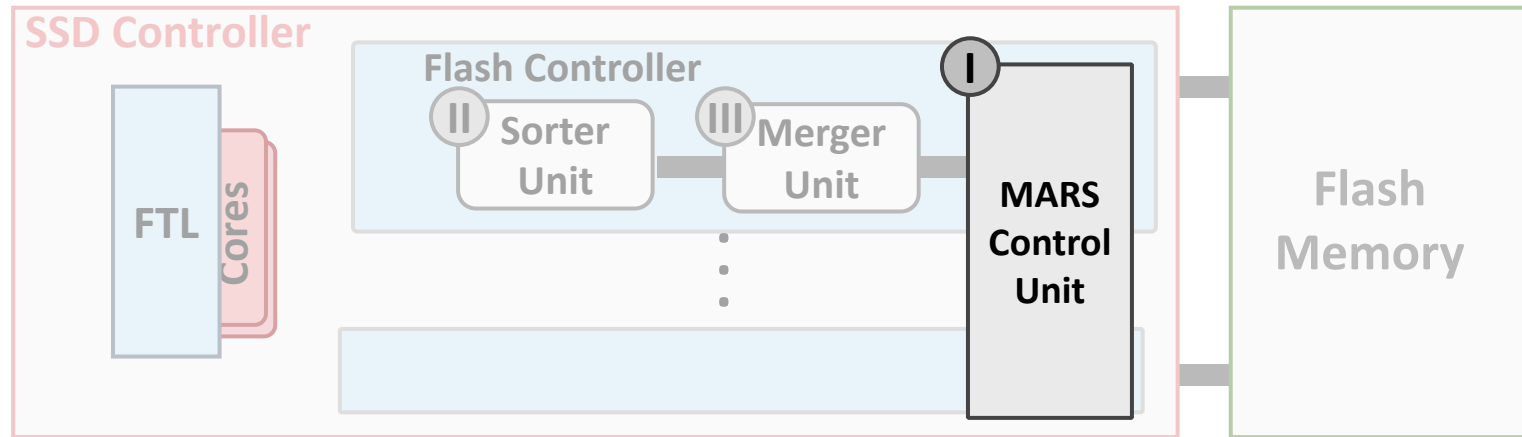 SSD Controller
Flash Controller
I
II
Sorter
Unit
III
Merger
Unit
MARS
Control
Unit
FTL
Cores
Flash
Memory